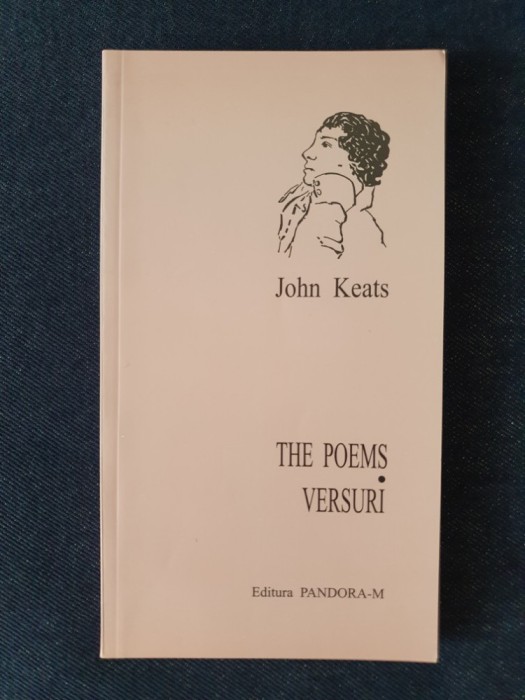 John Keats
THE POEMS
•
VERSURI
Editura PANDORA-M